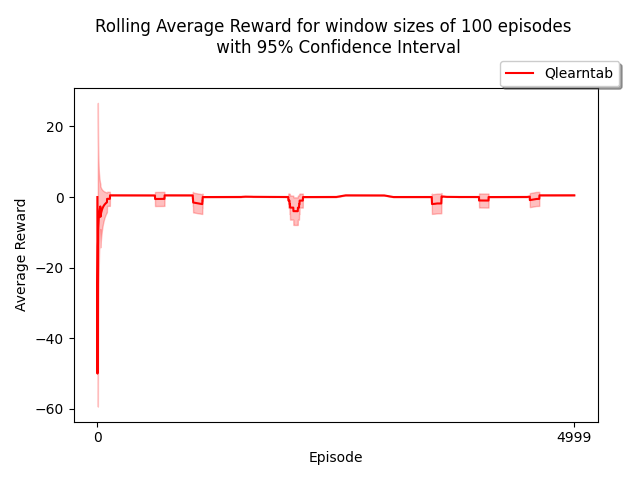 Rolling Average Reward for window sizes of 100 episodes
with 95% Confidence Interval
Qlearntab
20
0
−20
−40
−60
Average Reward
0
4999
Episode